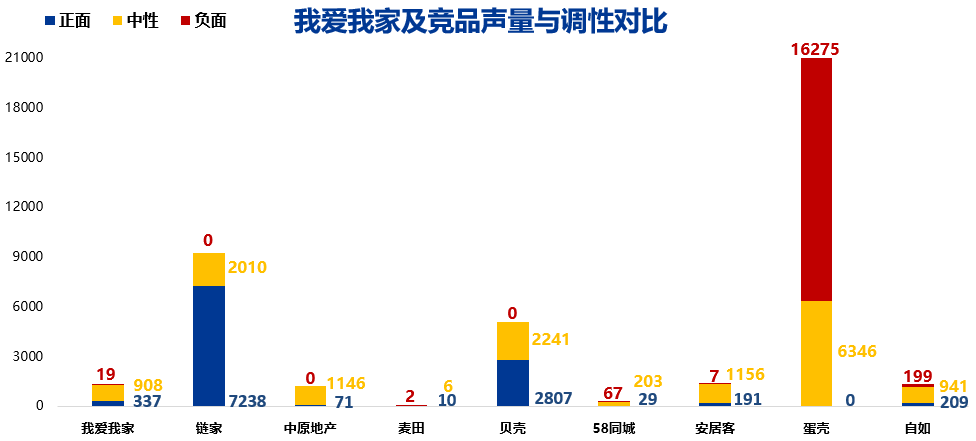 我爱我家及竞品声量与调性对比
正面 中性 负面
21000
18000
15000
12000
9000
6000
3000
0
19 908 337
0 2010 7238
0 1146 71
2 6 10
0 2241 2807
67 203 29
7 1156 191
16275 6346 0
199 941 209
我爱我家 链家 中原地产 麦田 贝壳 58同城 安居客 蛋壳 自如